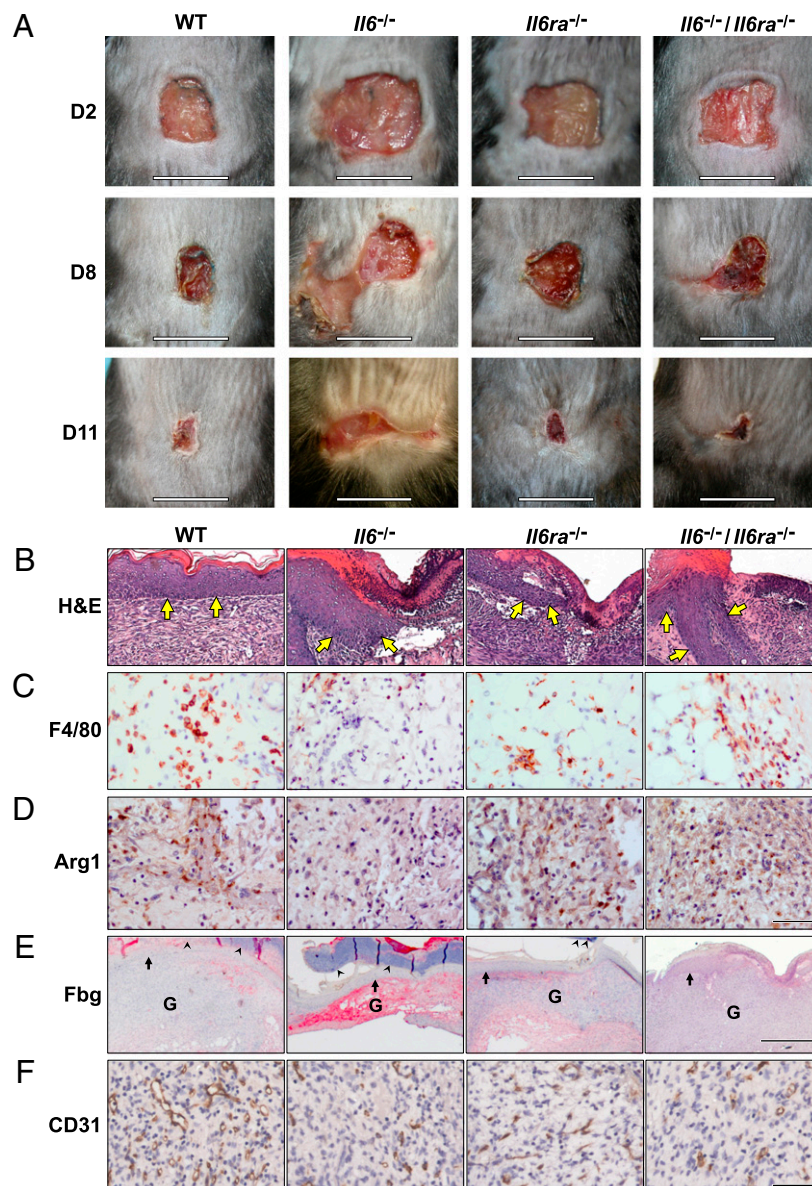 A
WT Il6-/- Il6ra-/- Il6-/- / Il6ra-/-
D2
D8
D11
WT Il6-/- Il6ra-/- Il6-/- / Il6ra-/-
B
H&E
C
F4/80
D
Arg1
E
Fbg
G G G G
F
CD31